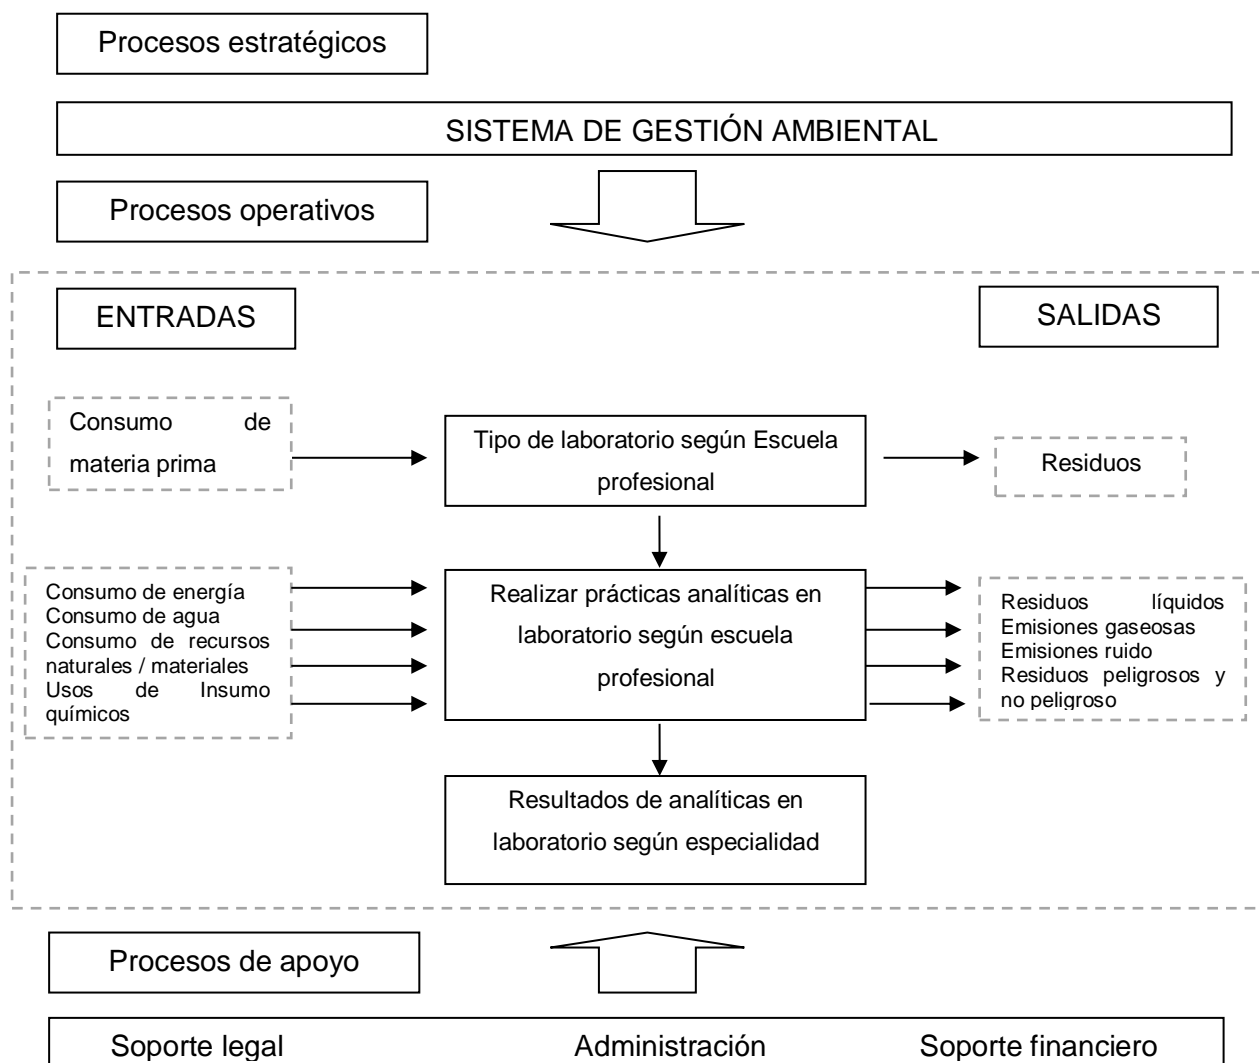 Procesos estratégicos
SISTEMA DE GESTIÓN AMBIENTAL
Procesos operativos
ENTRADAS
SALIDAS
Consumo de
materia prima
Tipo de laboratorio según Escuela
profesional
Residuos
Consumo de energía
Consumo de agua
Consumo de recursos
naturales / materiales
Usos de Insumo
químicos
Realizar prácticas analíticas en
laboratorio según escuela
profesional
Residuos líquidos
Emisiones gaseosas
Emisiones ruido
Residuos peligrosos y
no peligroso
Resultados de analíticas en
laboratorio según especialidad
Procesos de apoyo
Soporte legal Administración Soporte financiero